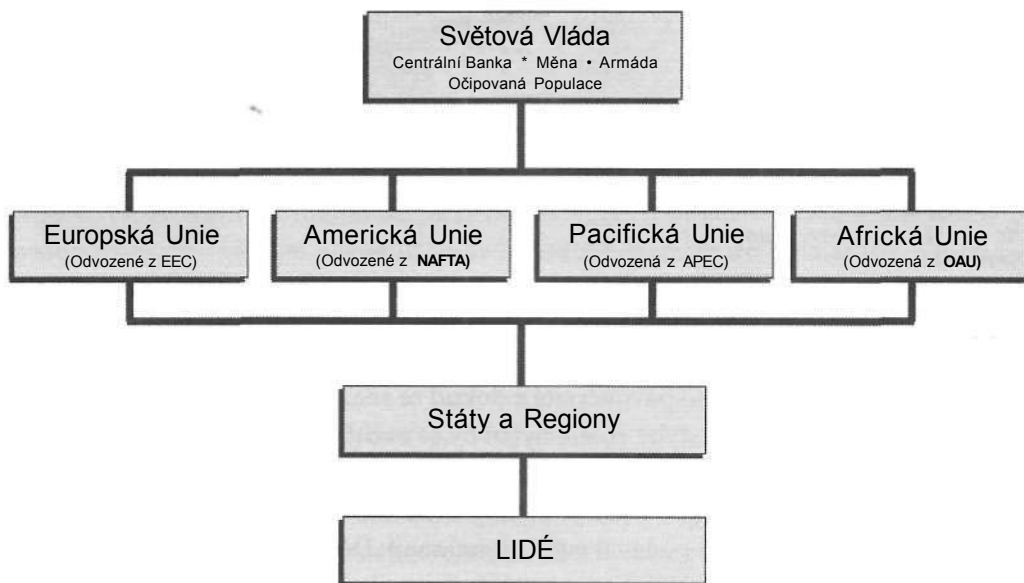 Světová Vláda
Centrální Banka * Měna • Armáda
Očipovaná Populace
Europská Unie
(Odvozené z EEC)
Americká Unie
(Odvozené z NAFTA)
Pacifická Unie
(Odvozená z APEC)
Africká Unie
(Odvozená z OAU)
Státy a Regiony
LIDÉ